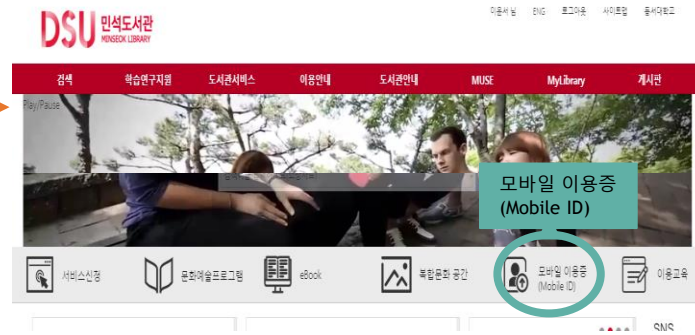 이윤서 님 ENG 로그아웃 사이트맵 동서대학교
DSU 민석도서관
MINSEOK LIBRARY
검색 학습연구지원 도서관서비스 이용안내 도서관안내 MUSE MyLibrary 게시판
Play/Pause
모바일 이용증
(Mobile ID)
서비스신청 문화예술프로그램 eBook 복합문화 공간 모바일 이용증 이용교육
(Mobile ID)
SNS